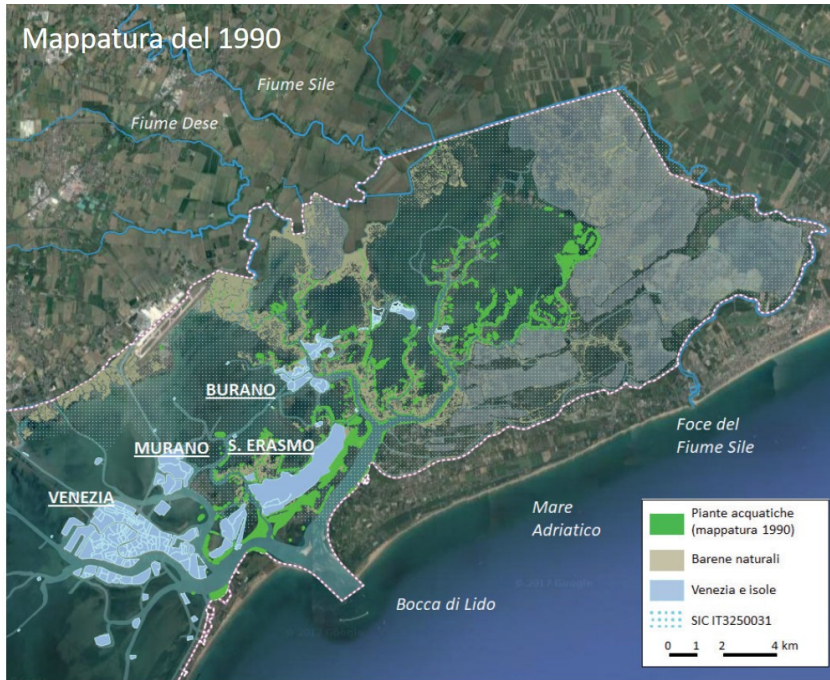 Mappatura del 1990
Fiume Sile
Fiume Dese
BURANO
MURANO
S. ERASMO
VENEZIA
Foce del
Fiume Sile
Mare
Adriatico
Bocca di Lido
Piante acquatiche
(mappatura 1990)
Barene naturali
Venezia e isole
SIC IT3250031
0 1 2 4 km